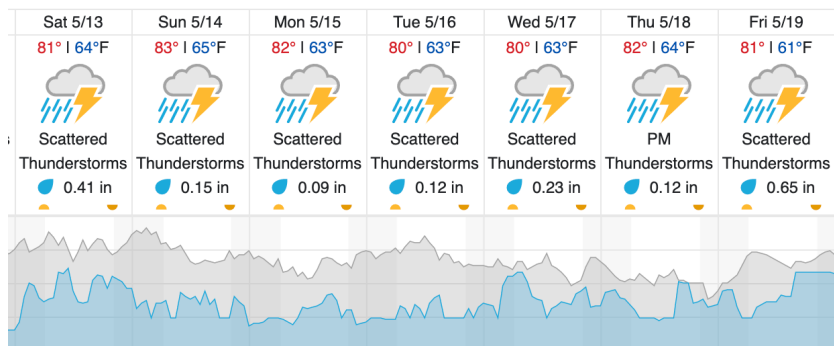 Sat 5/13 Sun 5/14 Mon 5/15 Tue 5/16 Wed 5/17 Thu 5/18 Fri 5/19
81° | 64°F 83° | 65°F 82° | 63°F 80° | 63°F 80° | 63°F 82° | 64°F 81° | 61°F
Scattered Scattered Scattered Scattered Scattered PM Scattered
Thunderstorms Thunderstorms Thunderstorms Thunderstorms Thunderstorms Thunderstorms Thunderstorms
0.41 in 0.15 in 0.09 in 0.12 in 0.23 in 0.12 in 0.65 in